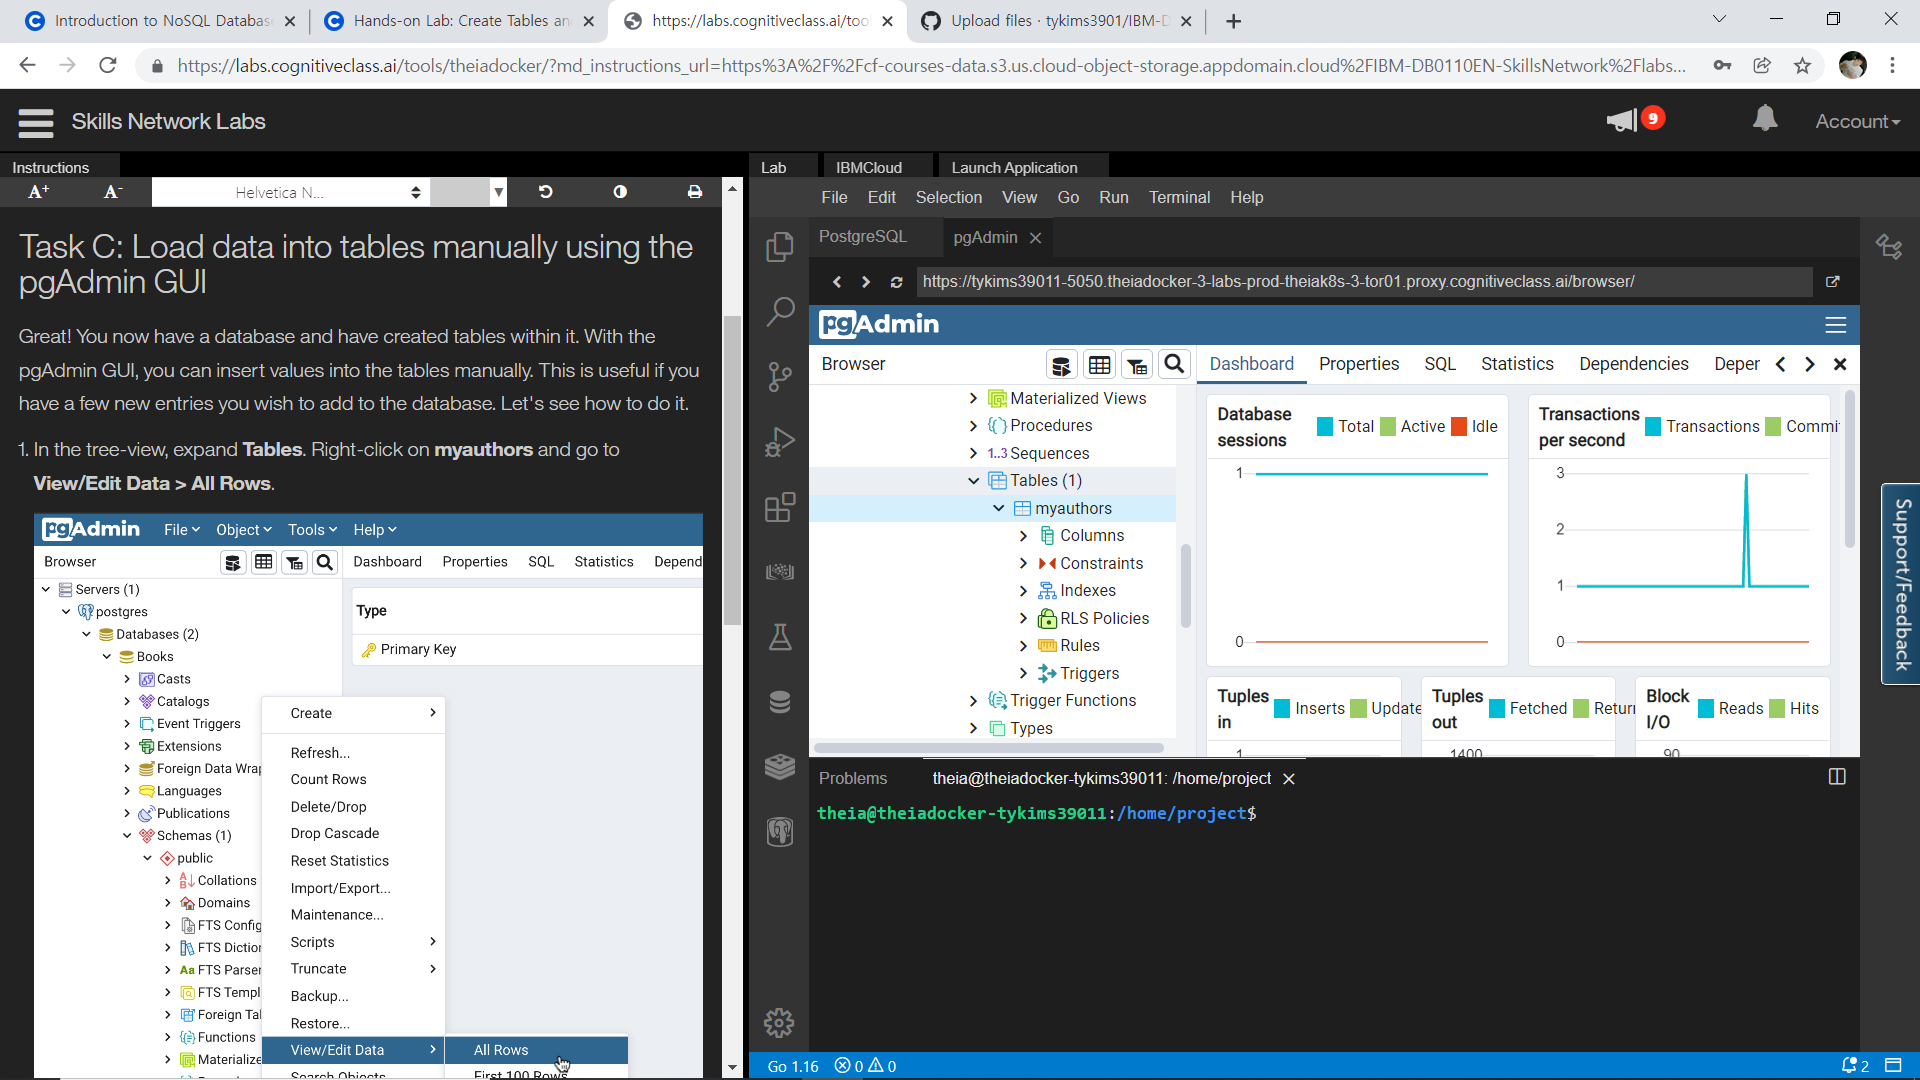 Introduction to NoSQL Databas
Hands-on Lab: Create Tables an
https://labs.cognitiveclass.ai/tool
Upload files · tykims3901/IBM-D
https://labs.cognitiveclass.ai/tools/theiadocker/?md_instructions_url=https%3A%2F%2Fcf-courses-data.s3.us.cloud-object-storage.appdomain.cloud%2FIBM-DB0110EN-SkillsNetwork%2Flabs...
Skills Network Labs
9
Account
Instructions
A+ A- Helvetica N...
Task C: Load data into tables manually using the
pgAdmin GUI
Great! You now have a database and have created tables within it. With the
pgAdmin GUI, you can insert values into the tables manually. This is useful if you
have a few new entries you wish to add to the database. Let's see how to do it.
1. In the tree-view, expand Tables. Right-click on myauthors and go to
View/Edit Data > All Rows.
pgAdmin File Object Tools Help
Browser Dashboard Properties SQL Statistics Depend
Servers (1)
postgres
Databases (2)
Books
Casts
Catalogs
Event Triggers
Extensions
Foreign Data Wrap
Languages
Publications
Schemas (1)
public
Collations
Domains
FTS Config
FTS Diction
Aa FTS Parser
FTS Templ
Foreign Tal
Functions
Materialize
Type
Primary Key
Create
Refresh...
Count Rows
Delete/Drop
Drop Cascade
Reset Statistics
Import/Export...
Maintenance...
Scripts
Truncate
Backup...
Restore...
View/Edit Data
Search Objects
All Rows
First 100 Rows
Lab IBMCloud Launch Application
File Edit Selection View Go Run Terminal Help
PostgreSQL pgAdmin
https://tykims39011-5050.theiadocker-3-labs-prod-theiak8s-3-tor01.proxy.cognitiveclass.ai/browser/
pgAdmin
Browser
Materialized Views
Procedures
1..3 Sequences
Tables (1)
myauthors
Columns
Constraints
Indexes
RLS Policies
Rules
Triggers
Trigger Functions
Types
Dashboard Properties SQL Statistics Dependencies Deper
Database
sessions
Total Active Idle
1
0
Transactions
per second
Transactions Commi
3
2
1
0
Tuples
in
Inserts Update
1
Tuples
out
Fetched Retur
1400
Block
I/O
Reads Hits
90
Support/Feedback
Problems theia@theiadocker-tykims39011: /home/project
theia@theiadocker-tykims39011:/home/project$
Go 1.16 0 0
2